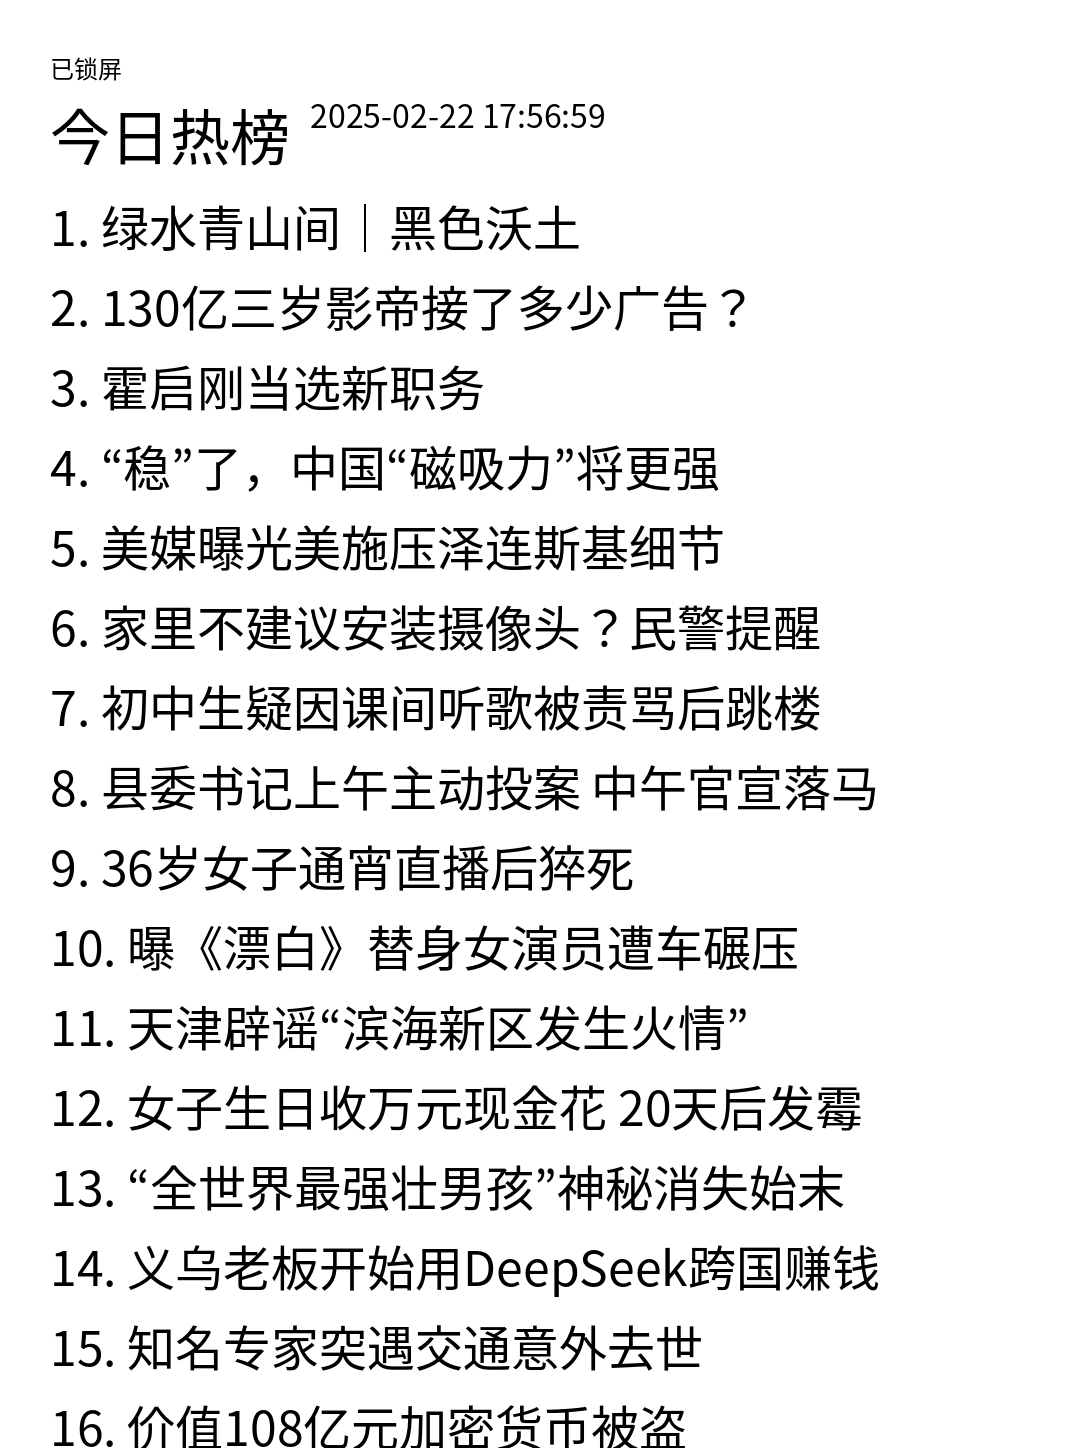 已锁屏
今日热榜 2025-02-22 17:56:59
1. 绿水青山间｜黑色沃土
2. 130亿三岁影帝接了多少广告？
3. 霍启刚当选新职务
4. “稳”了，中国“磁吸力”将更强
5. 美媒曝光美施压泽连斯基细节
6. 家里不建议安装摄像头？民警提醒
7. 初中生疑因课间听歌被责骂后跳楼
8. 县委书记上午主动投案 中午官宣落马
9. 36岁女子通宵直播后猝死
10. 曝《漂白》替身女演员遭车碾压
11. 天津辟谣“滨海新区发生火情”
12. 女子生日收万元现金花 20天后发霉
13. “全世界最强壮男孩”神秘消失始末
14. 义乌老板开始用DeepSeek跨国赚钱
15. 知名专家突遇交通意外去世
16. 价值108亿元加密货币被盗